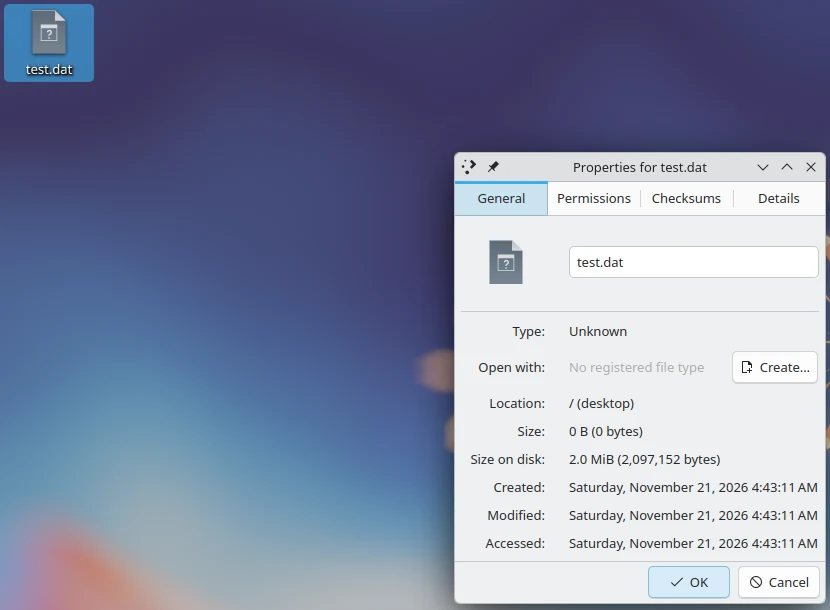 test.dat
Properties for test.dat
General Permissions Checksums Details
test.dat
Type: Unknown
Open with: No registered file type Create...
Location: / (desktop)
Size: 0 B (0 bytes)
Size on disk: 2.0 MiB (2,097,152 bytes)
Created: Saturday, November 21, 2026 4:43:11 AM
Modified: Saturday, November 21, 2026 4:43:11 AM
Accessed: Saturday, November 21, 2026 4:43:11 AM
OK Cancel